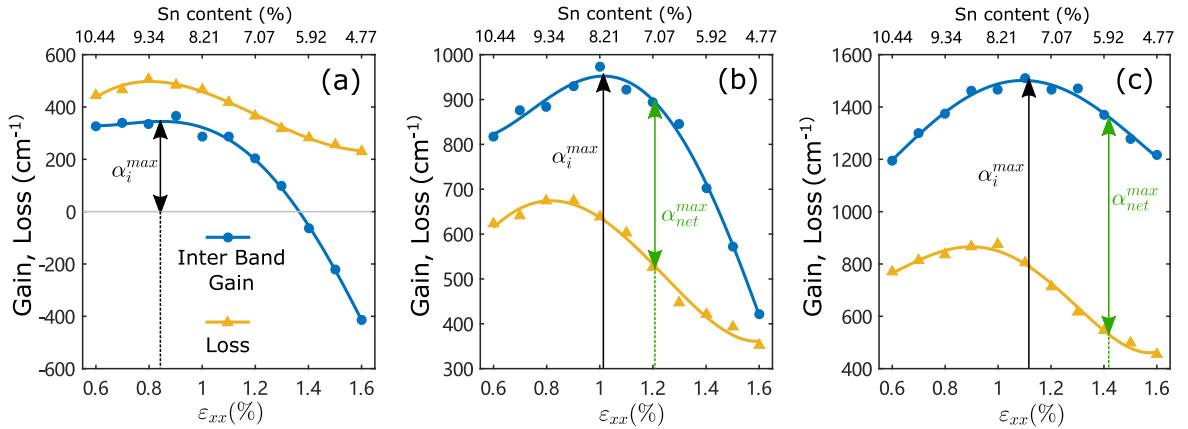 Sn content (%)
10.44 9.34 8.21 7.07 5.92 4.77
600
400
200
0
-200
-400
-600
Gain, Loss (cm⁻¹)
(a)
αᵢᵐᵃˣ
Inter Band
Gain
Loss
0.6 0.8 1 1.2 1.4 1.6
εₓₓ(%)
Sn content (%)
10.44 9.34 8.21 7.07 5.92 4.77
1000
900
800
700
600
500
400
300
Gain, Loss (cm⁻¹)
(b)
αᵢᵐᵃˣ
αₙₑₜᵐᵃˣ
0.6 0.8 1 1.2 1.4 1.6
εₓₓ(%)
Sn content (%)
10.44 9.34 8.21 7.07 5.92 4.77
1600
1400
1200
1000
800
600
400
Gain, Loss (cm⁻¹)
(c)
αᵢᵐᵃˣ
αₙₑₜᵐᵃˣ
0.6 0.8 1 1.2 1.4 1.6
εₓₓ(%)